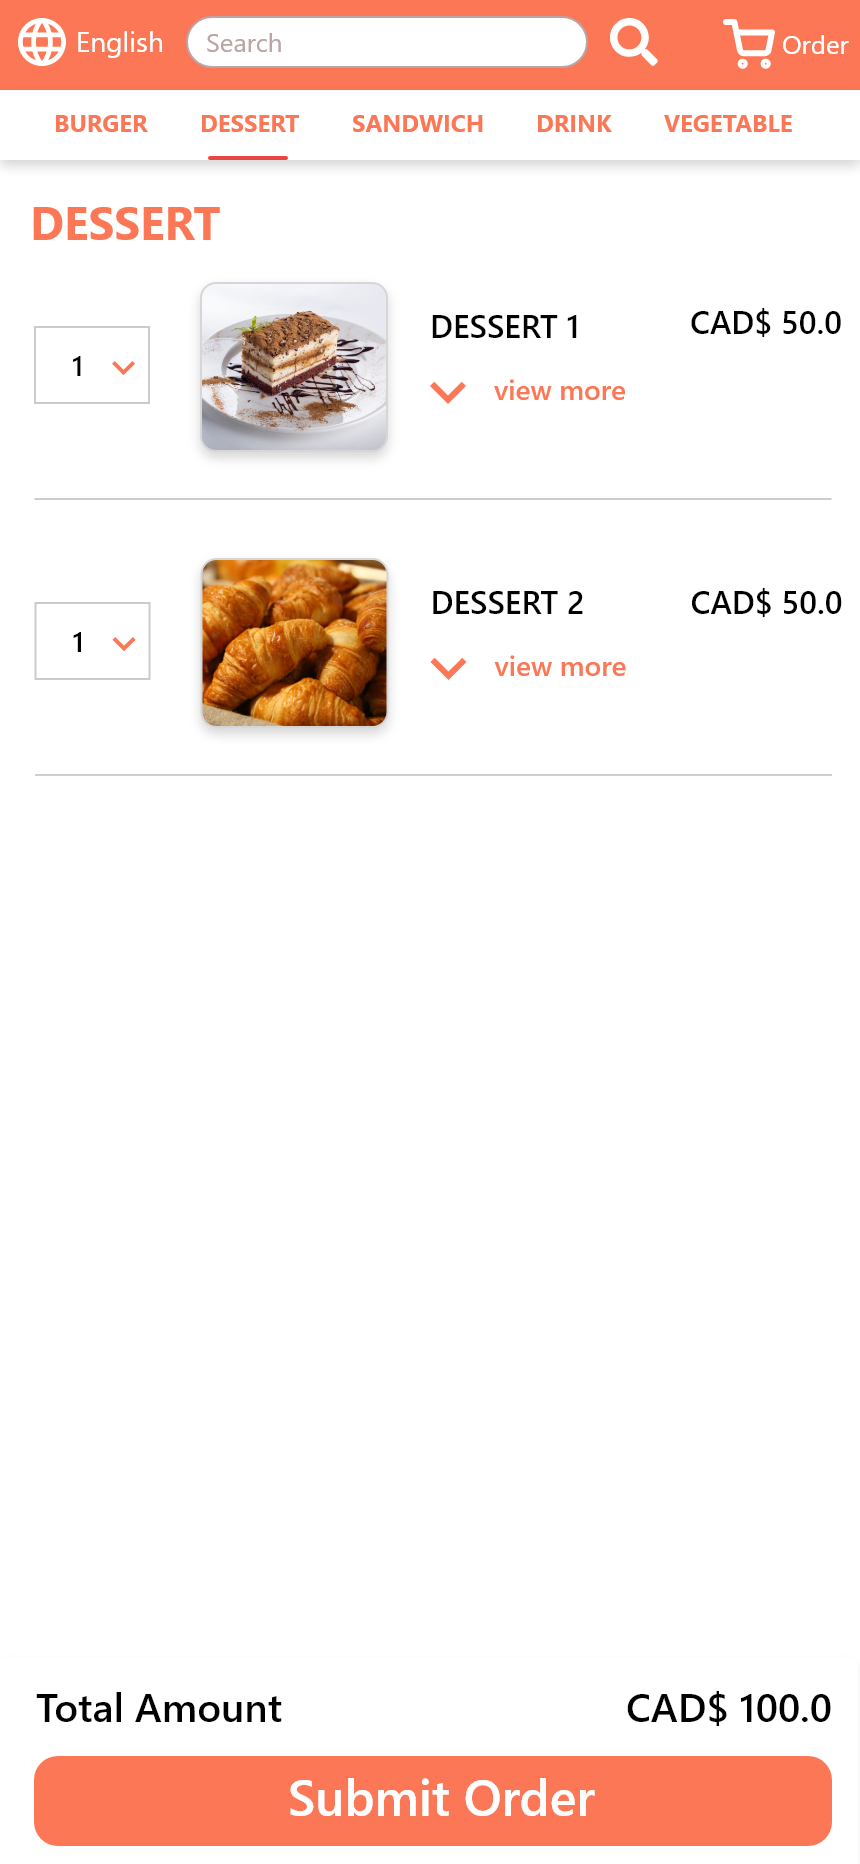 English Search Order
BURGER DESSERT SANDWICH DRINK VEGETABLE
DESSERT
1 DESSERT 1 CAD$ 50.0
view more
1 DESSERT 2 CAD$ 50.0
view more
Total Amount CAD$ 100.0
Submit Order